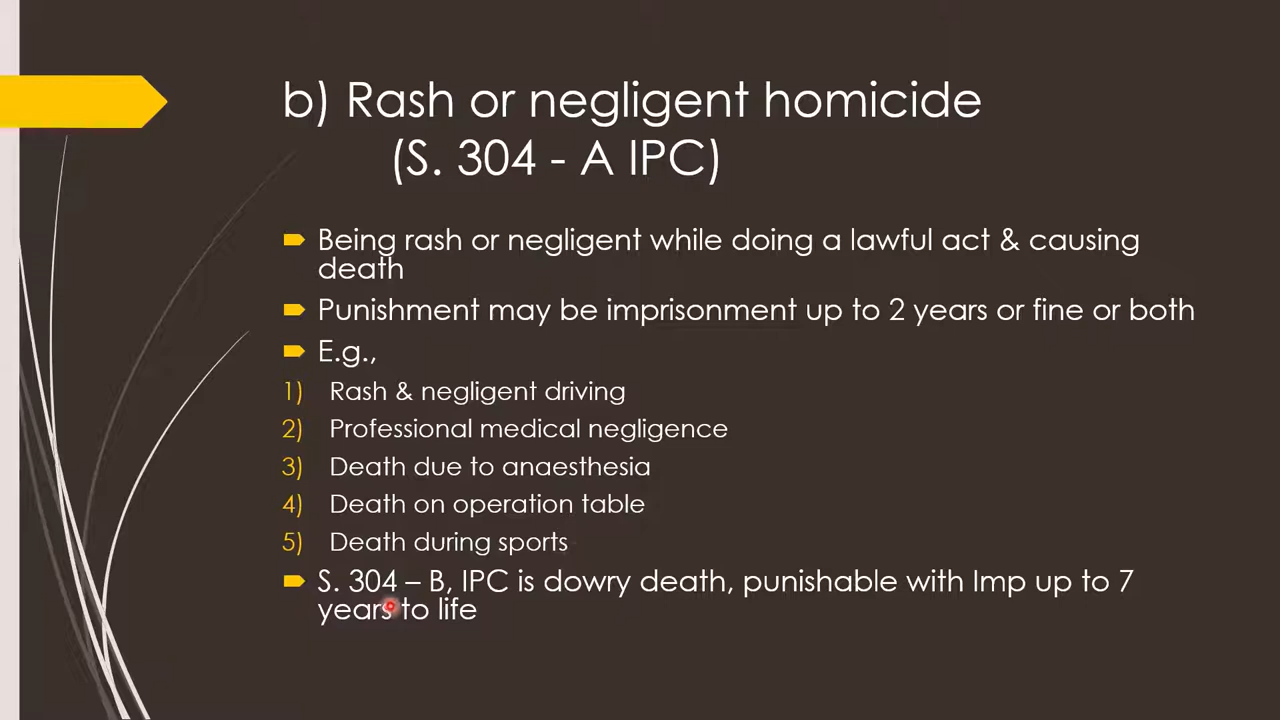 b) Rash or negligent homicide
(S. 304 - A IPC)
Being rash or negligent while doing a lawful act & causing
death
Punishment may be imprisonment up to 2 years or fine or both
E.g.,
1) Rash & negligent driving
2) Professional medical negligence
3) Death due to anaesthesia
4) Death on operation table
5) Death during sports
S. 304 – B, IPC is dowry death, punishable with Imp up to 7
years to life